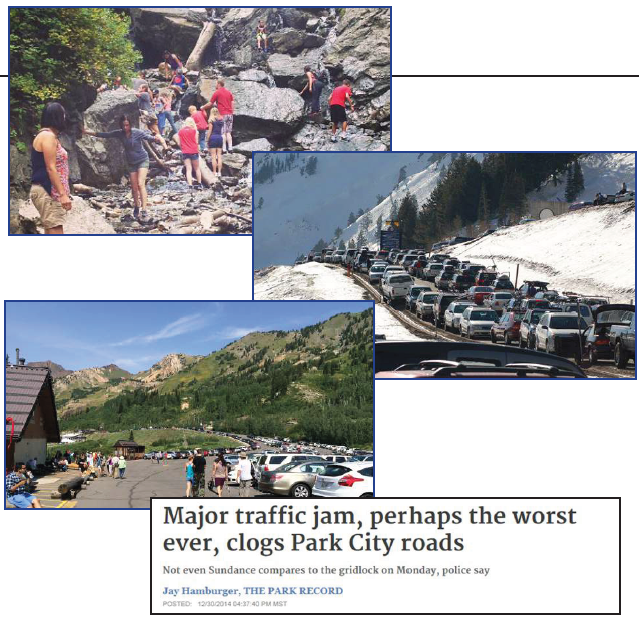 Major traffic jam, perhaps the worst
ever, clogs Park City roads
Not even Sundance compares to the gridlock on Monday, police say
Jay Hamburger, THE PARK RECORD
POSTED: 12/30/2014 04:37:40 PM MST